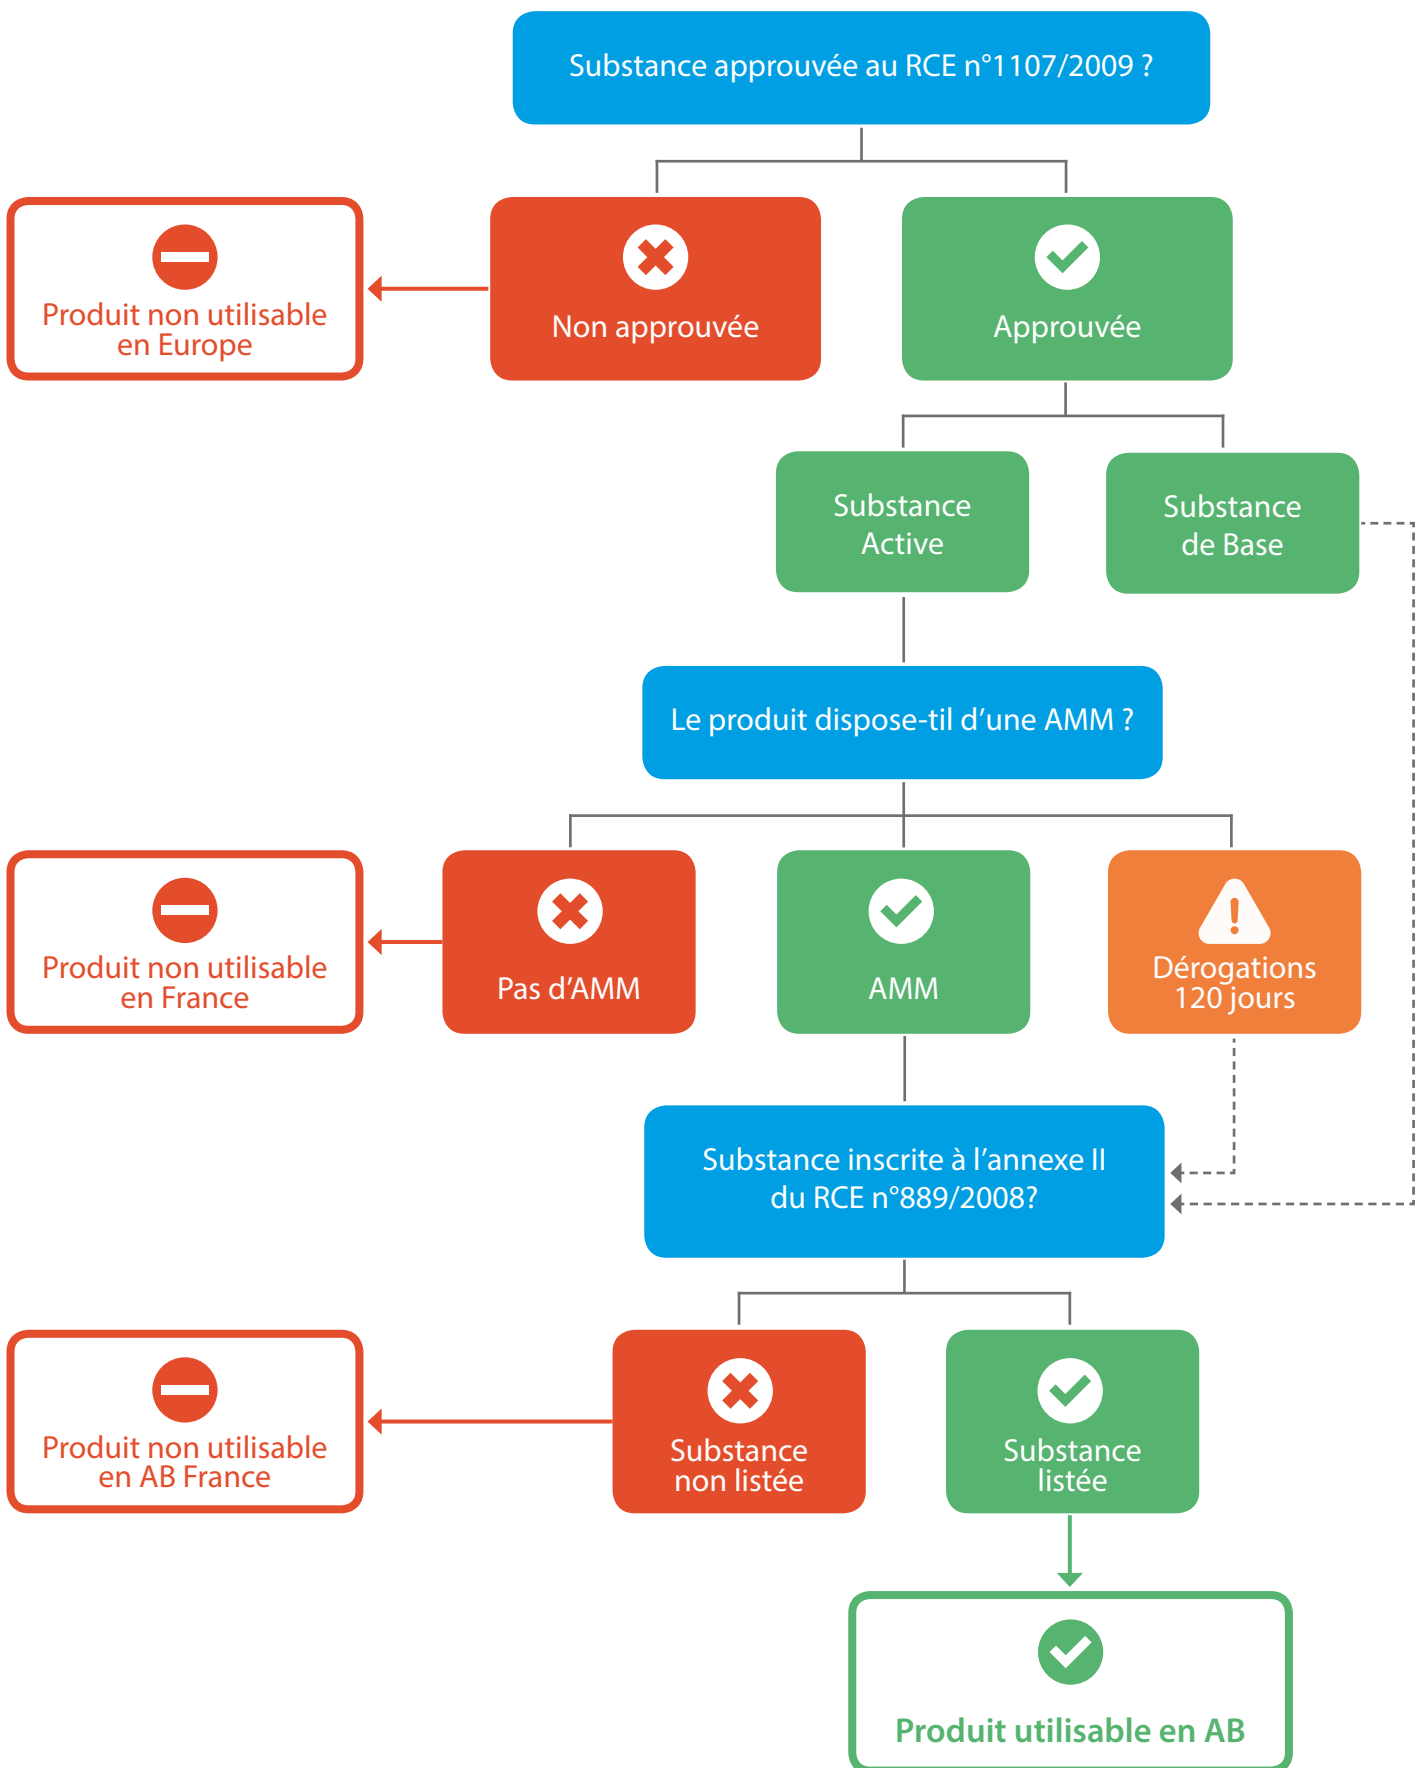 Substance approuvée au RCE n°1107/2009 ?
Produit non utilisable
en Europe
Non approuvée
Approuvée
Substance
Active
Substance
de Base
Le produit dispose-til d’une AMM ?
Produit non utilisable
en France
Pas d’AMM
AMM
Dérogations
120 jours
Substance inscrite à l’annexe II
du RCE n°889/2008?
Produit non utilisable
en AB France
Substance
non listée
Substance
listée
Produit utilisable en AB